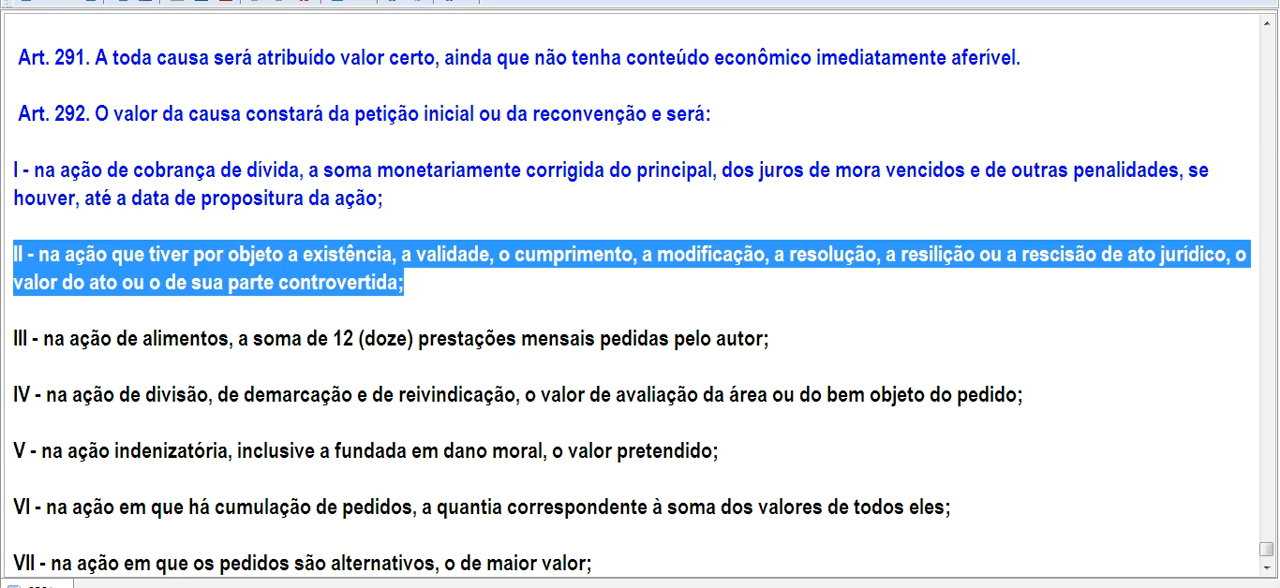 Art. 291. A toda causa será atribuído valor certo, ainda que não tenha conteúdo econômico imediatamente aferível.
Art. 292. O valor da causa constará da petição inicial ou da reconvenção e será:
I - na ação de cobrança de dívida, a soma monetariamente corrigida do principal, dos juros de mora vencidos e de outras penalidades, se
houver, até a data de propositura da ação;
II - na ação que tiver por objeto a existência, a validade, o cumprimento, a modificação, a resolução, a resilição ou a rescisão de ato jurídico, o
valor do ato ou o de sua parte controvertida;
III - na ação de alimentos, a soma de 12 (doze) prestações mensais pedidas pelo autor;
IV - na ação de divisão, de demarcação e de reivindicação, o valor de avaliação da área ou do bem objeto do pedido;
V - na ação indenizatória, inclusive a fundada em dano moral, o valor pretendido;
VI - na ação em que há cumulação de pedidos, a quantia correspondente à soma dos valores de todos eles;
VII - na ação em que os pedidos são alternativos, o de maior valor;